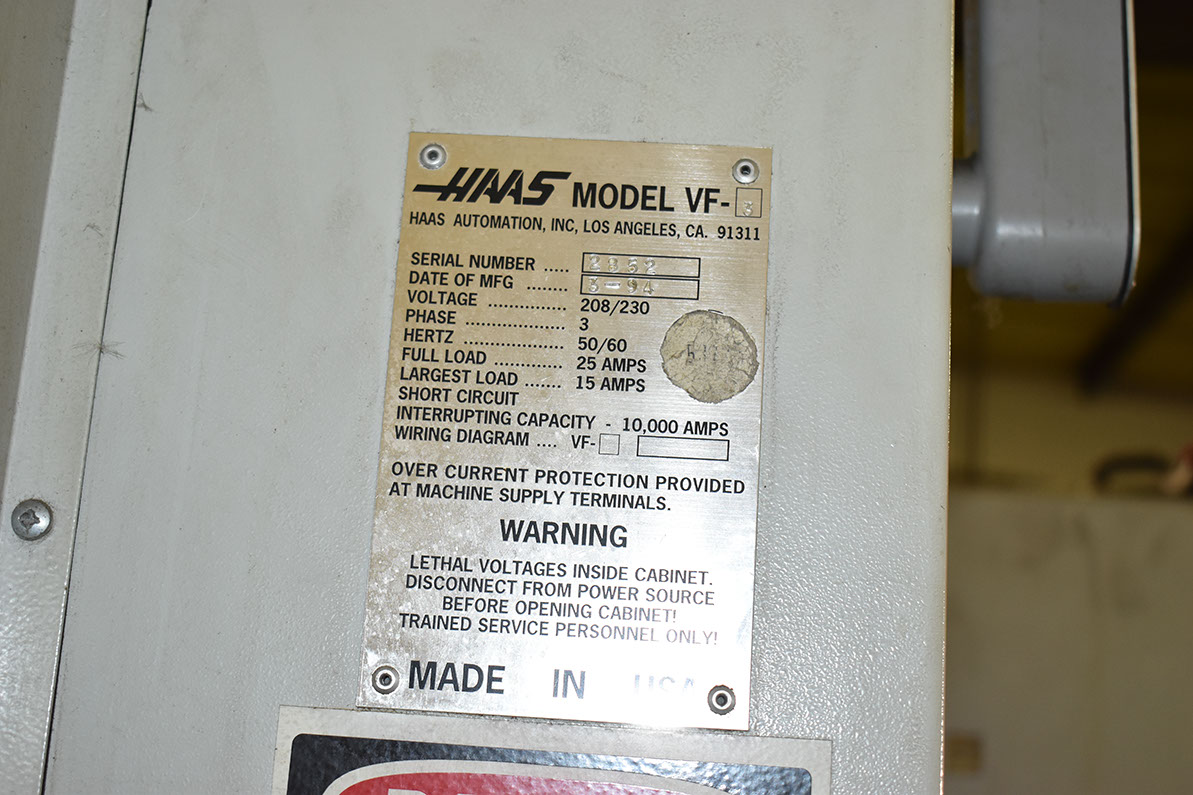 HAAS MODEL VF-3
HAAS AUTOMATION, INC, LOS ANGELES, CA. 91311
SERIAL NUMBER ..... 2852
DATE OF MFG ........ 3-94
VOLTAGE .............. 208/230
PHASE .................. 3
HERTZ .................. 50/60
FULL LOAD ............ 25 AMPS
LARGEST LOAD ....... 15 AMPS
SHORT CIRCUIT
INTERRUPTING CAPACITY - 10,000 AMPS
WIRING DIAGRAM .... VF-
OVER CURRENT PROTECTION PROVIDED
AT MACHINE SUPPLY TERMINALS.
WARNING
LETHAL VOLTAGES INSIDE CABINET.
DISCONNECT FROM POWER SOURCE
BEFORE OPENING CABINET!
TRAINED SERVICE PERSONNEL ONLY!
MADE IN USA